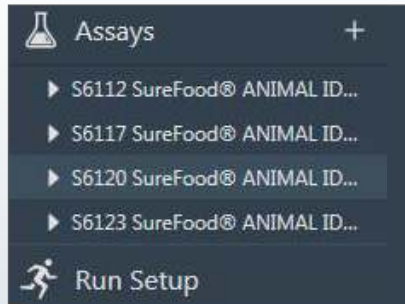 Assays +
S6112 SureFood® ANIMAL ID...
S6117 SureFood® ANIMAL ID...
S6120 SureFood® ANIMAL ID...
S6123 SureFood® ANIMAL ID...
Run Setup